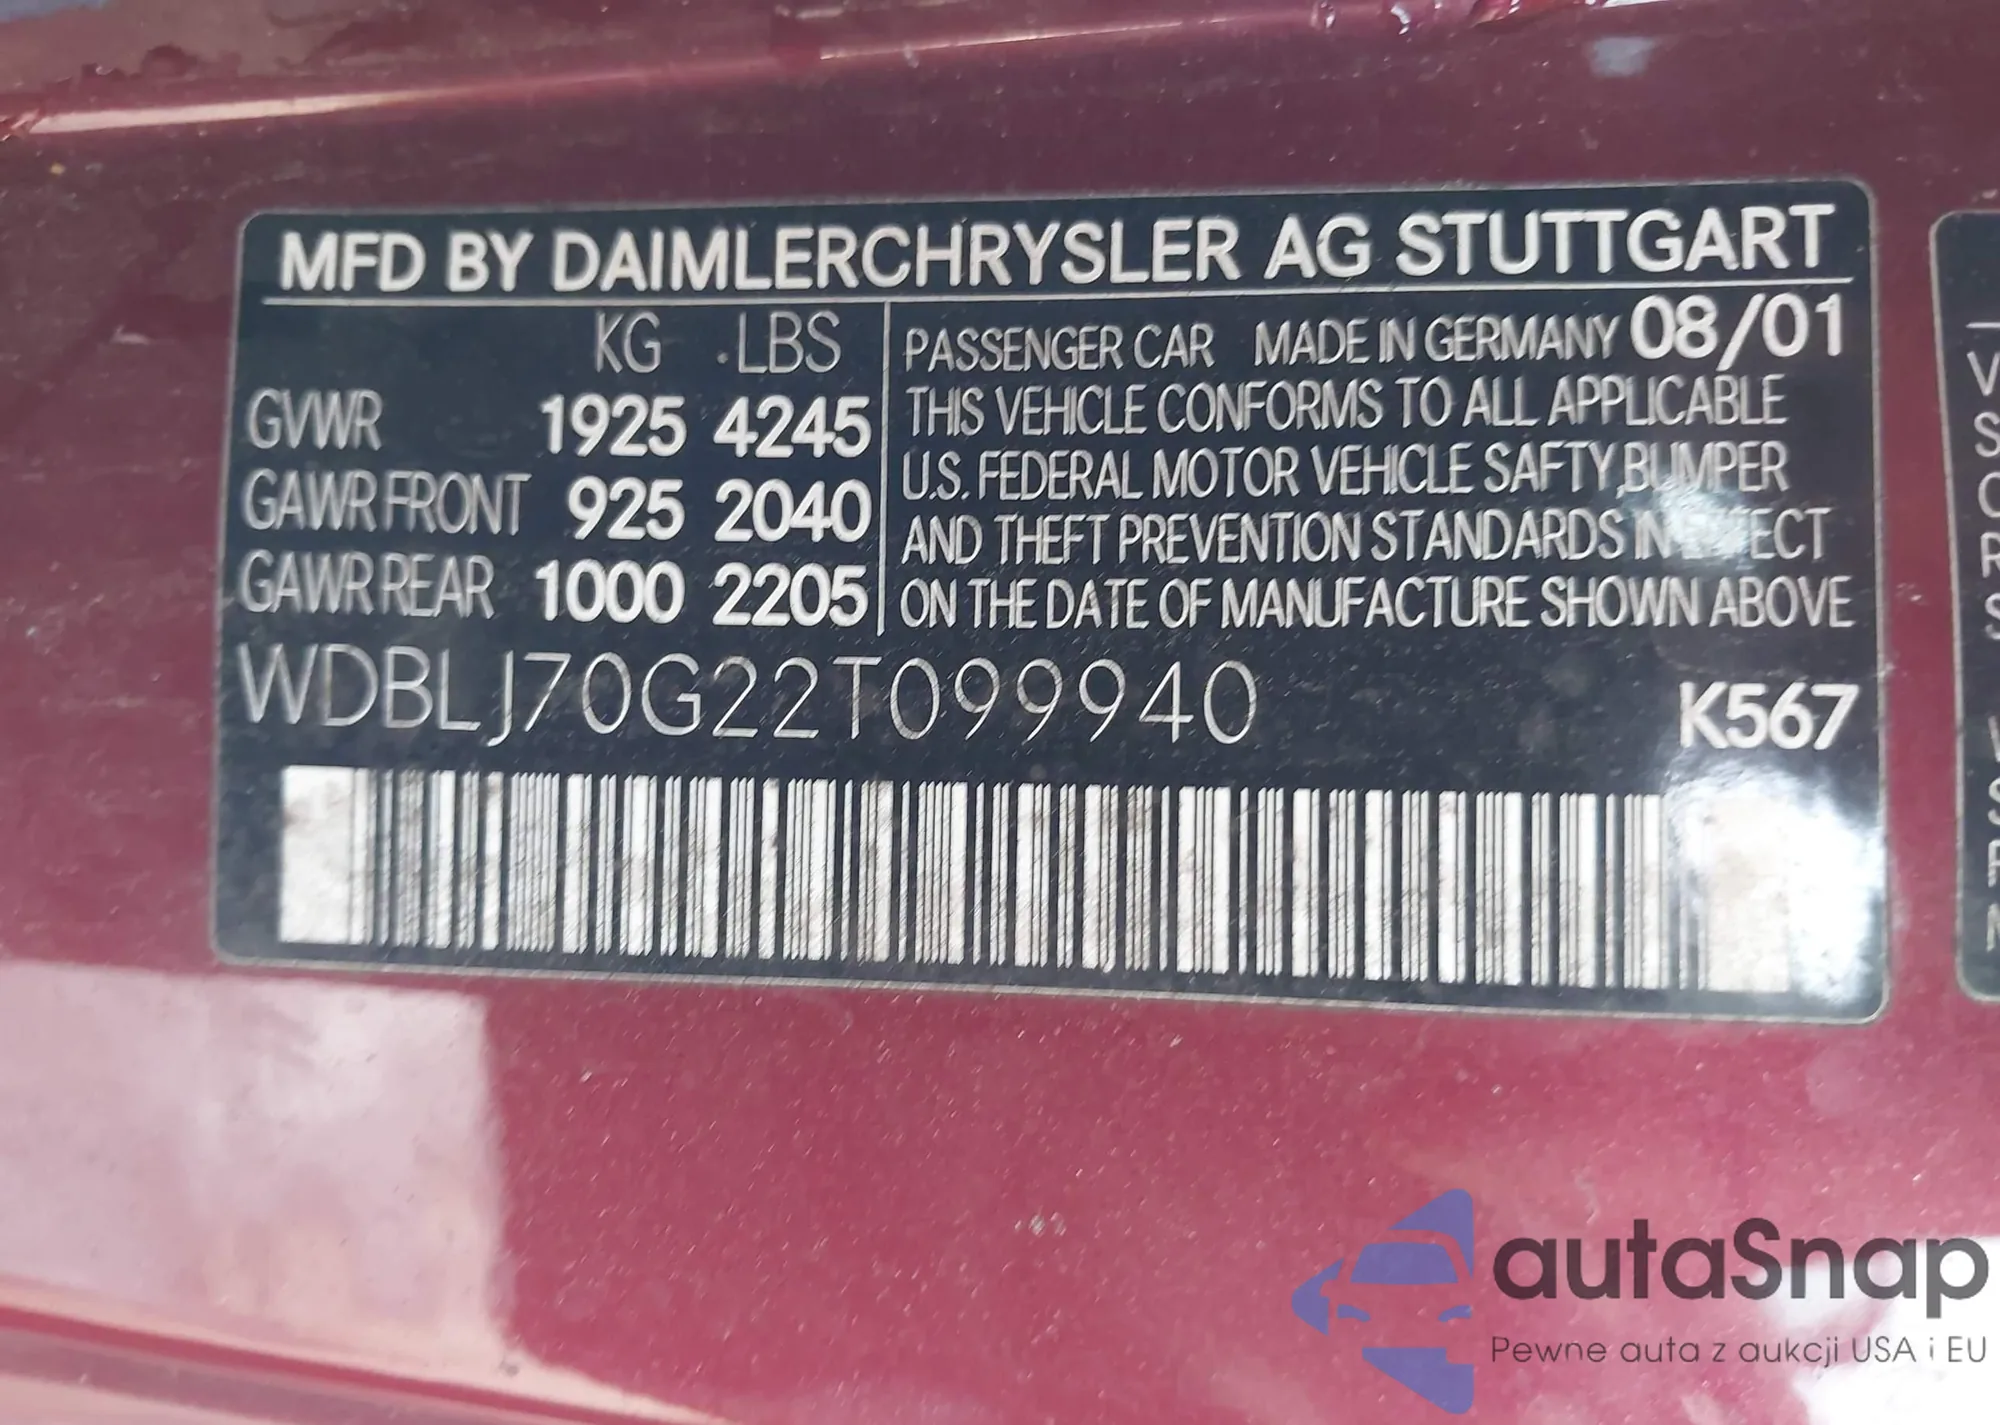 MFD BY DAIMLERCHRYSLER AG STUTTGART
KG LBS
GVWR 1925 4245
GAWR FRONT 925 2040
GAWR REAR 1000 2205
PASSENGER CAR MADE IN GERMANY 08/01
THIS VEHICLE CONFORMS TO ALL APPLICABLE
U.S. FEDERAL MOTOR VEHICLE SAFTY,BUMPER
AND THEFT PREVENTION STANDARDS IN EFFECT
ON THE DATE OF MANUFACTURE SHOWN ABOVE
WDBLJ70G22T099940 K567
autaSnap
Pewne auta z aukcji USA i EU